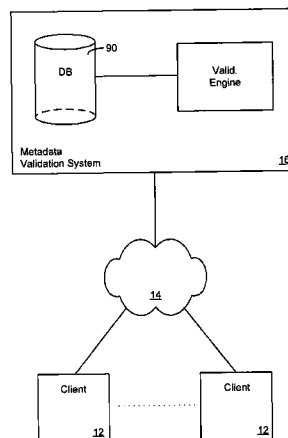 90
DB
Valid.
Engine
Metadata
Validation System
14
Client
Client
12
12